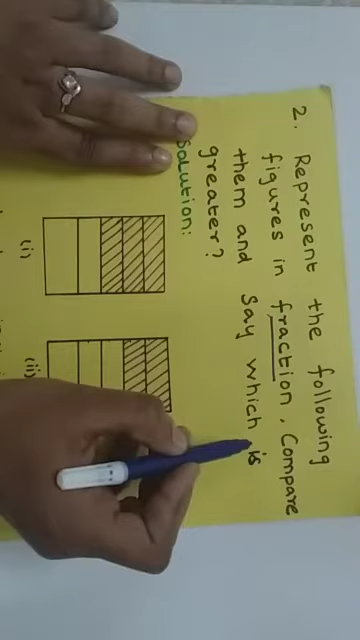 2. Represent the following
figures in fraction, Compare
them and say which is
greater?
Solution:
(i)
(ii)